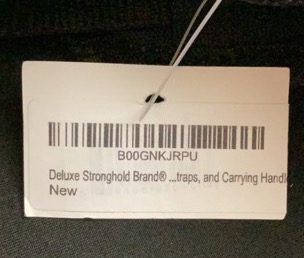 B00GNKJRPU
Deluxe Stronghold Brand® ...traps, and Carrying Handl
New